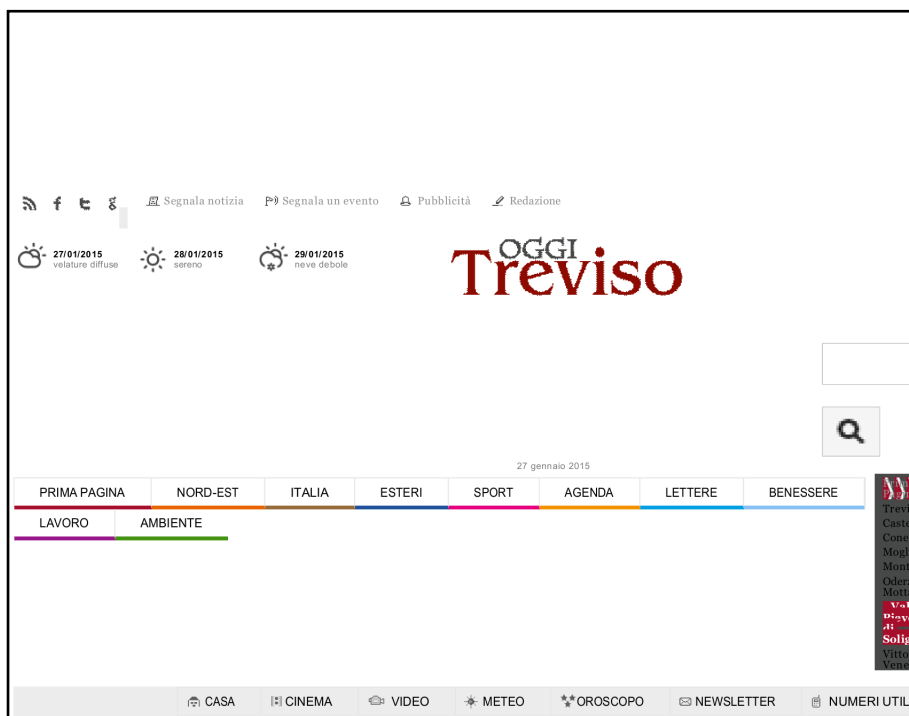 Segnala notizia Segnala un evento Pubblicità Redazione
27/01/2015 28/01/2015 29/01/2015
velature diffuse sereno neve debole
OGGI
Treviso
27 gennaio 2015
PRIMA PAGINA NORD-EST ITALIA ESTERI SPORT AGENDA LETTERE BENESSERE
LAVORO AMBIENTE
CASA CINEMA VIDEO METEO OROSCOPO NEWSLETTER NUMERI UTIL